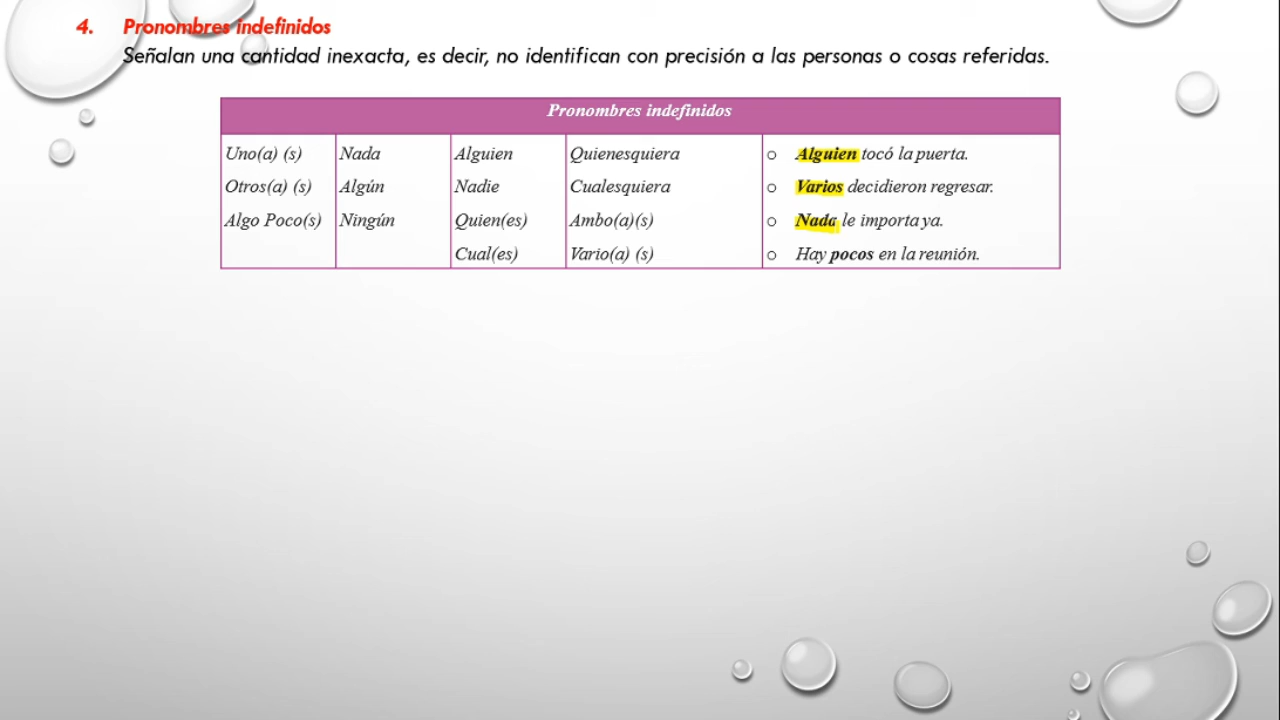 4. Pronombres indefinidos
Señalan una cantidad inexacta, es decir, no identifican con precisión a las personas o cosas referidas.
Pronombres indefinidos
Uno(a) (s)
Otros(a) (s)
Algo Poco(s)
Nada
Algún
Ningún
Alguien
Nadie
Quien(es)
Cual(es)
Quienesquiera
Cualesquiera
Ambo(a)(s)
Vario(a) (s)
o Alguien tocó la puerta.
o Varios decidieron regresar.
o Nada le importa ya.
o Hay pocos en la reunión.